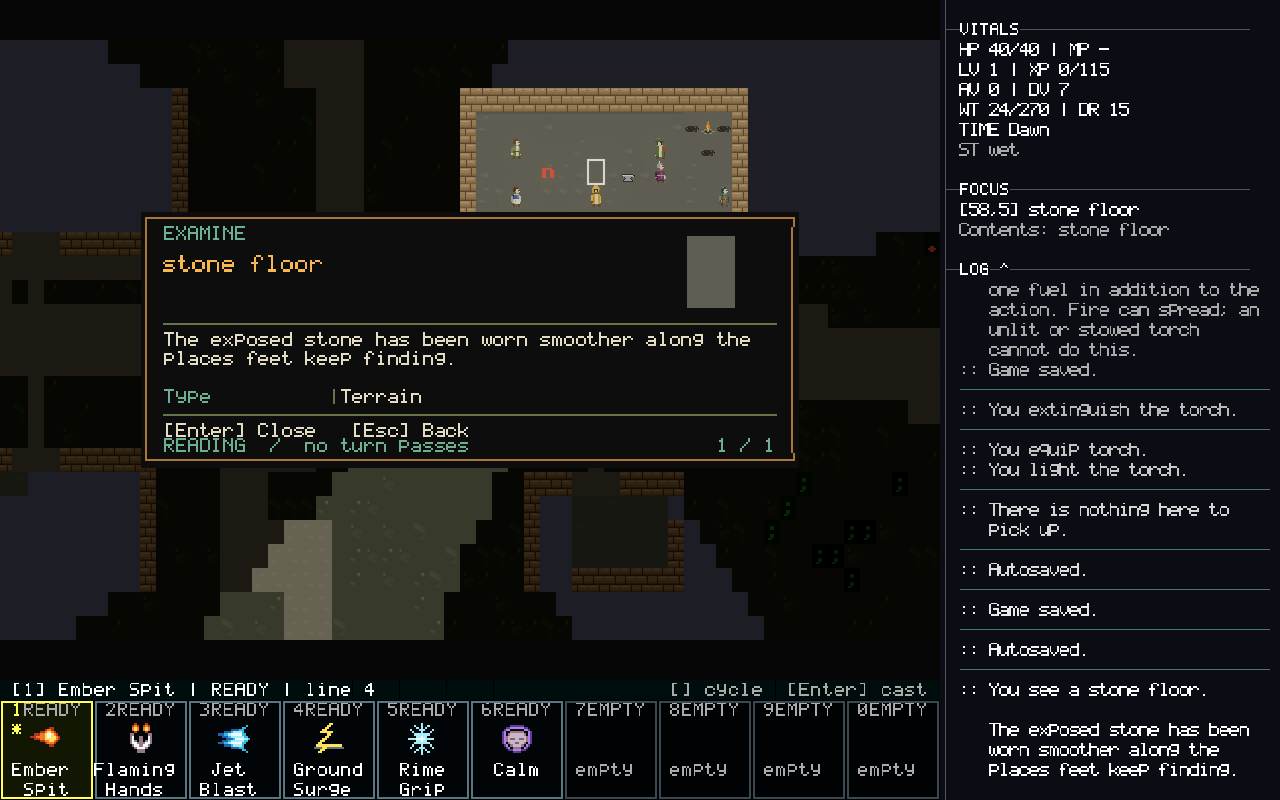 VITALS
HP 40/40 | MP -
LV 1 | XP 0/115
AV 0 | DV 7
WT 24/270 | DR 15
TIME Dawn
ST wet
FOCUS
[58,5] stone floor
Contents: stone floor
LOG ^
one fuel in addition to the
action. Fire can spread; an
unlit or stowed torch
cannot do this.
:: Game saved.
:: You extinguish the torch.
:: You equip torch.
:: You light the torch.
:: There is nothing here to
pick up.
:: Autosaved.
:: Game saved.
:: Autosaved.
:: You see a stone floor.
The exposed stone has been
worn smoother along the
places feet keep finding.
n
EXAMINE
stone floor
The exposed stone has been worn smoother along the
places feet keep finding.
Type | Terrain
[Enter] Close [Esc] Back
READING / no turn passes 1 / 1
[1] Ember Spit | READY | line 4 [] cycle [Enter] cast
1READY 2READY 3READY 4READY 5READY 6READY 7EMPTY 8EMPTY 9EMPTY 0EMPTY
*
Ember Flaming Jet Ground Rime Calm empty empty empty empty
Spit Hands Blast Surge Grip